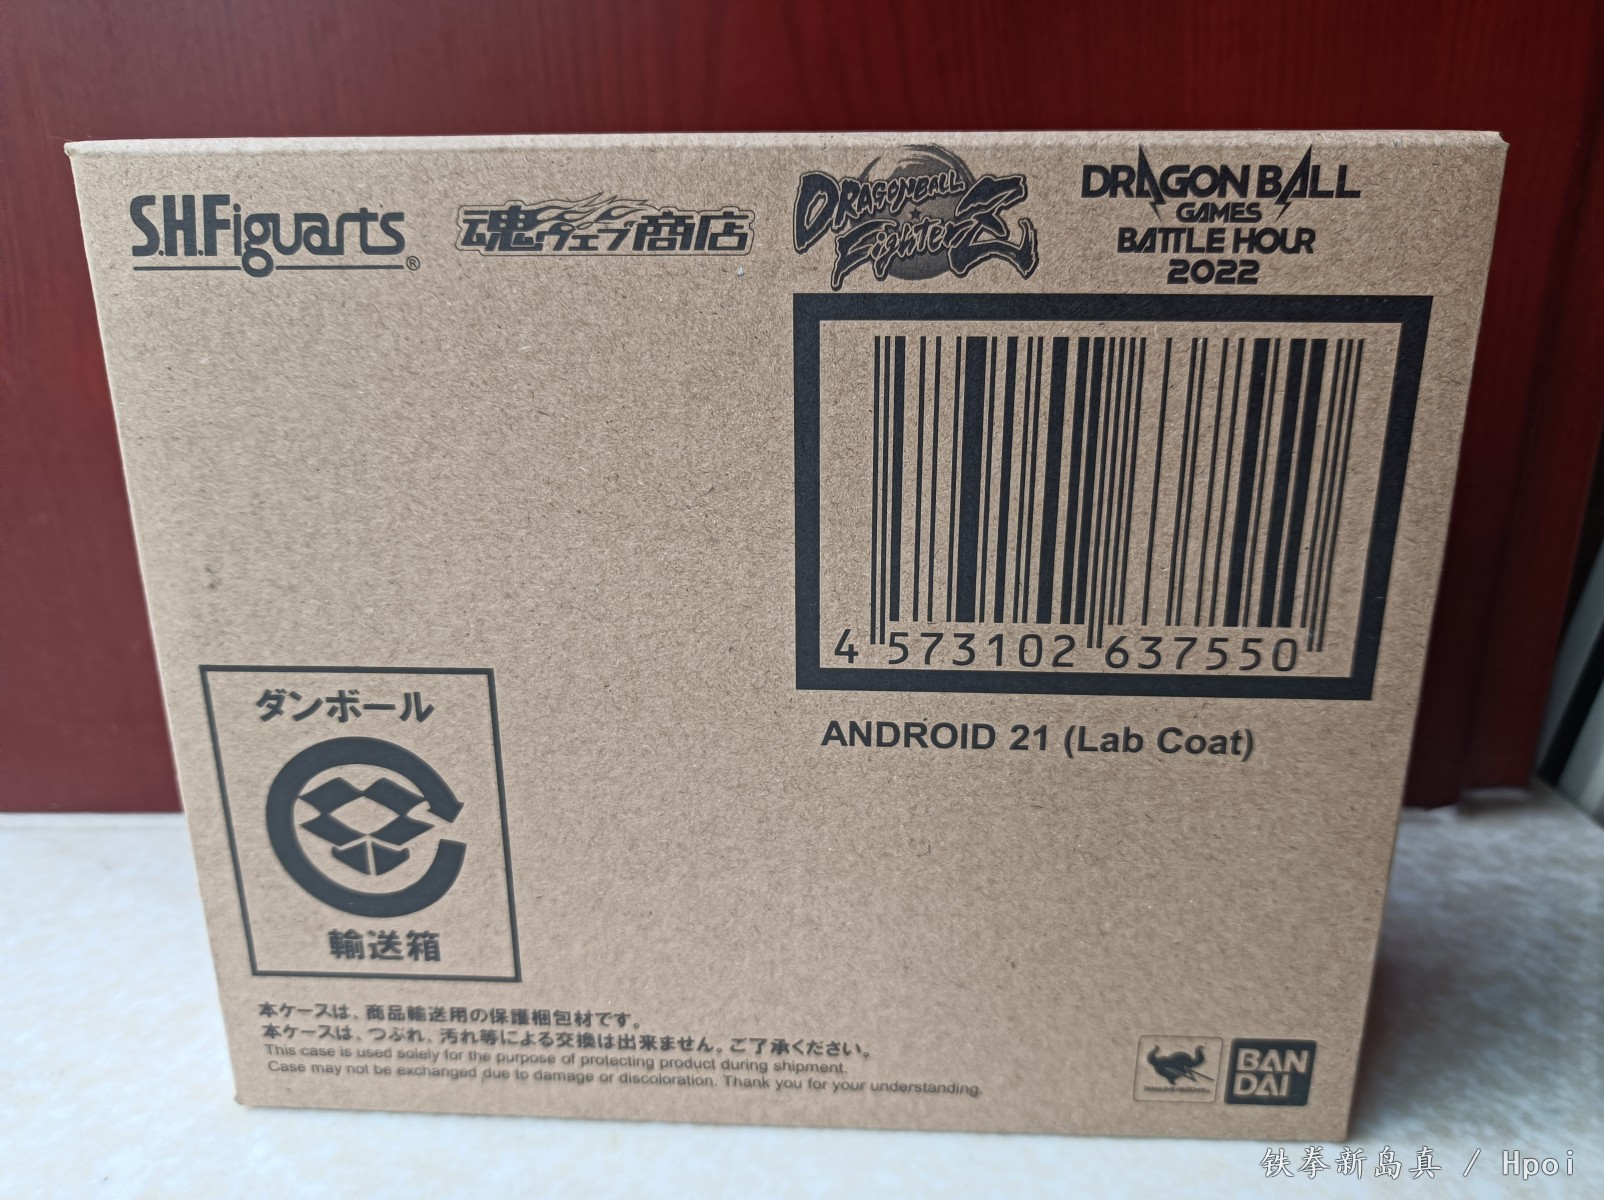 S.H.Figuarts®
魂ウェブ商店
DRAGONBALL
FighterZ
DRAGON BALL
GAMES
BATTLE HOUR
2022
4 573102 637550
ANDROID 21 (Lab Coat)
ダンボール
輸送箱
本ケースは、商品輸送用の保護梱包材です。
本ケースは、つぶれ、汚れ等による交換は出来ません。ご了承ください。
This case is used solely for the purpose of protecting product during shipment.
Case may not be exchanged due to damage or discoloration. Thank you for your understanding.
BAN
DAI
铁拳新岛真 / Hpoi